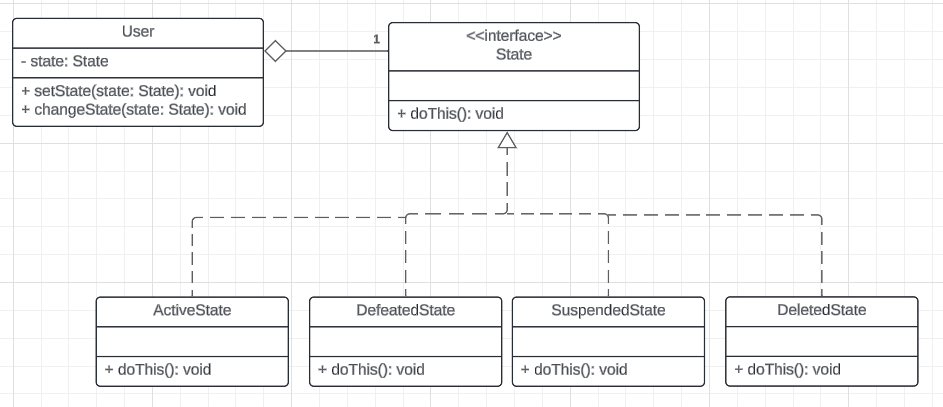 User
- state: State
+ setState(state: State): void
+ changeState(state: State): void
1
<<interface>>
State
+ doThis(): void
ActiveState
+ doThis(): void
DefeatedState
+ doThis(): void
SuspendedState
+ doThis(): void
DeletedState
+ doThis(): void